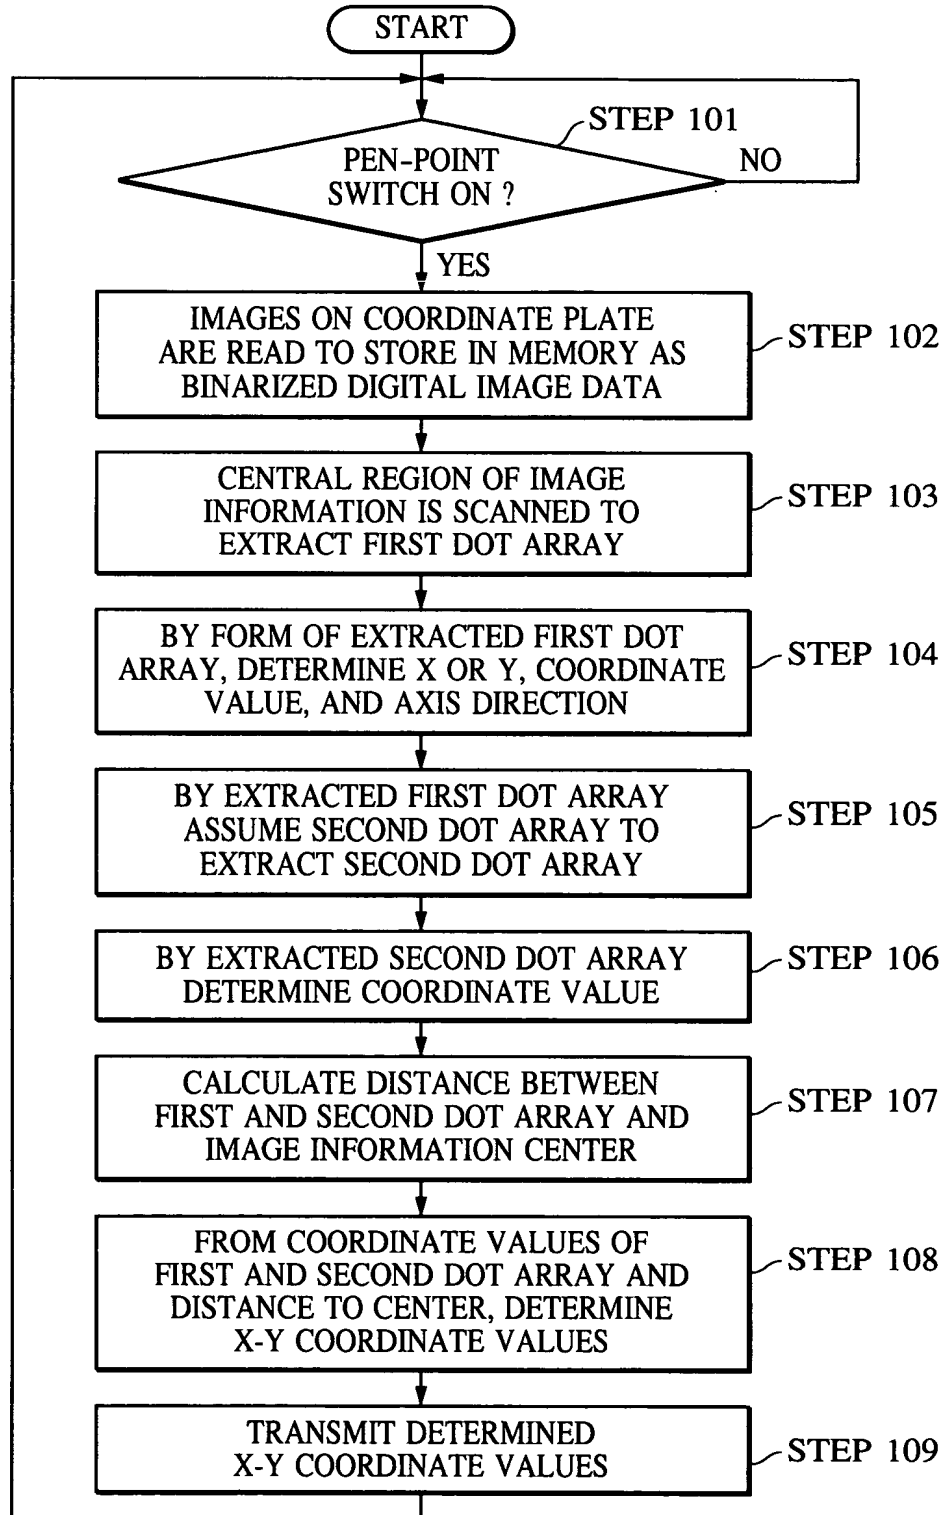 START
STEP 101
PEN-POINT
SWITCH ON ?
NO
YES
IMAGES ON COORDINATE PLATE
ARE READ TO STORE IN MEMORY AS
BINARIZED DIGITAL IMAGE DATA
STEP 102
CENTRAL REGION OF IMAGE
INFORMATION IS SCANNED TO
EXTRACT FIRST DOT ARRAY
STEP 103
BY FORM OF EXTRACTED FIRST DOT
ARRAY, DETERMINE X OR Y, COORDINATE
VALUE, AND AXIS DIRECTION
STEP 104
BY EXTRACTED FIRST DOT ARRAY
ASSUME SECOND DOT ARRAY TO
EXTRACT SECOND DOT ARRAY
STEP 105
BY EXTRACTED SECOND DOT ARRAY
DETERMINE COORDINATE VALUE
STEP 106
CALCULATE DISTANCE BETWEEN
FIRST AND SECOND DOT ARRAY AND
IMAGE INFORMATION CENTER
STEP 107
FROM COORDINATE VALUES OF
FIRST AND SECOND DOT ARRAY AND
DISTANCE TO CENTER, DETERMINE
X-Y COORDINATE VALUES
STEP 108
TRANSMIT DETERMINED
X-Y COORDINATE VALUES
STEP 109